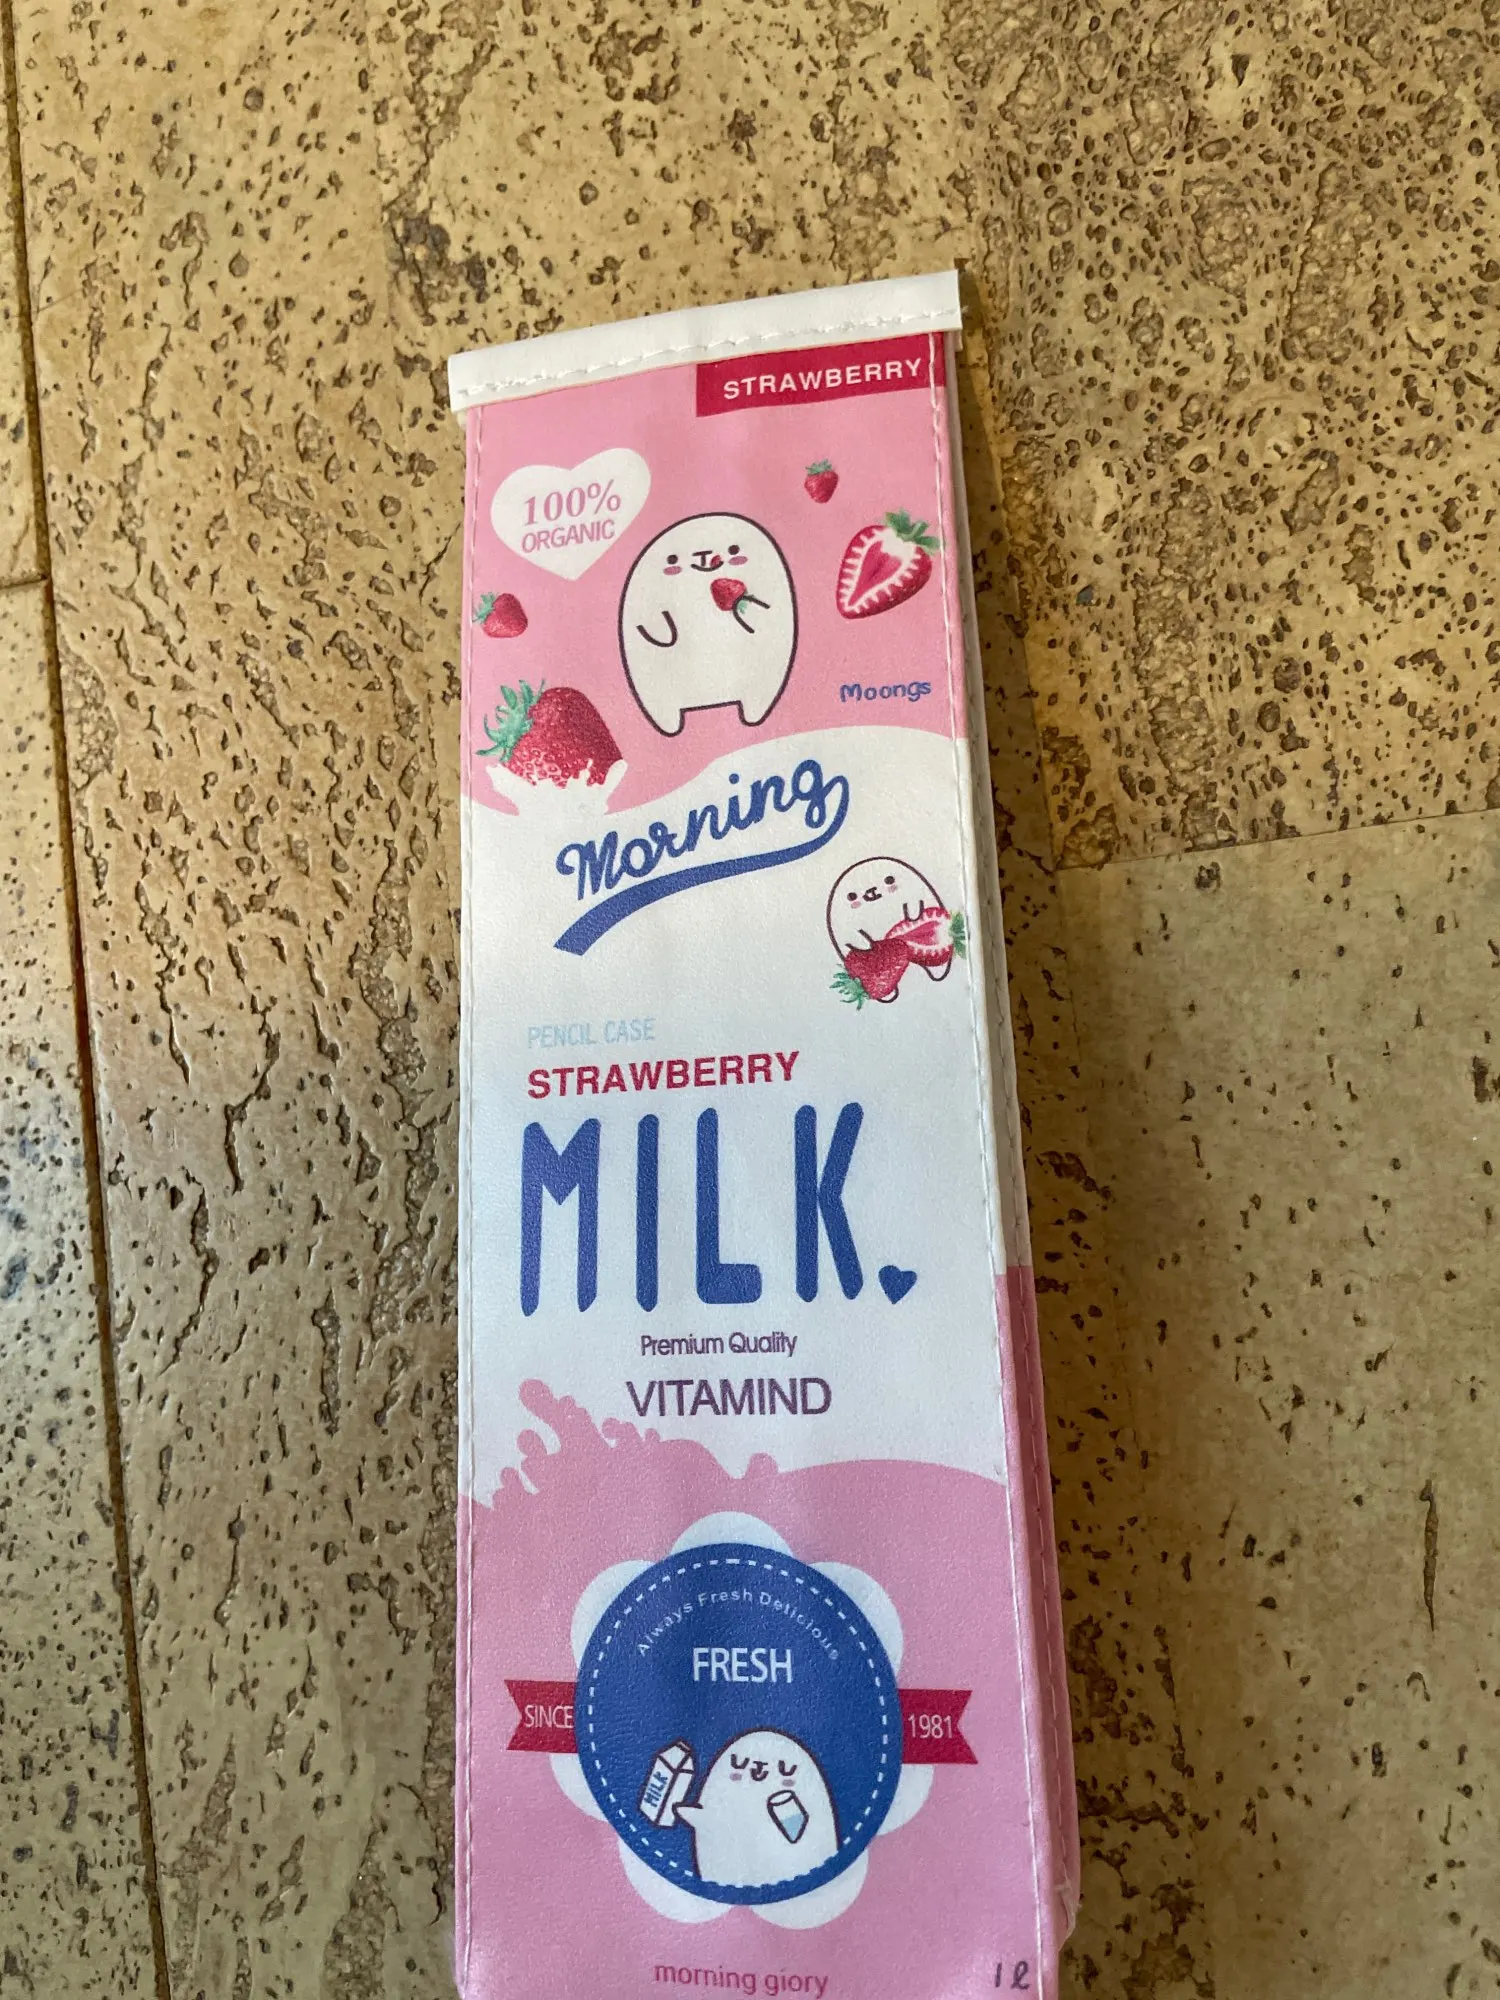 STRAWBERRY
100%
ORGANIC
Moongs
Morning
PENCIL CASE
STRAWBERRY
MILK.
Premium Quality
VITAMIND
Always Fresh Deticious
FRESH
SINCE
1981
MILK
morning giory
1ℓ